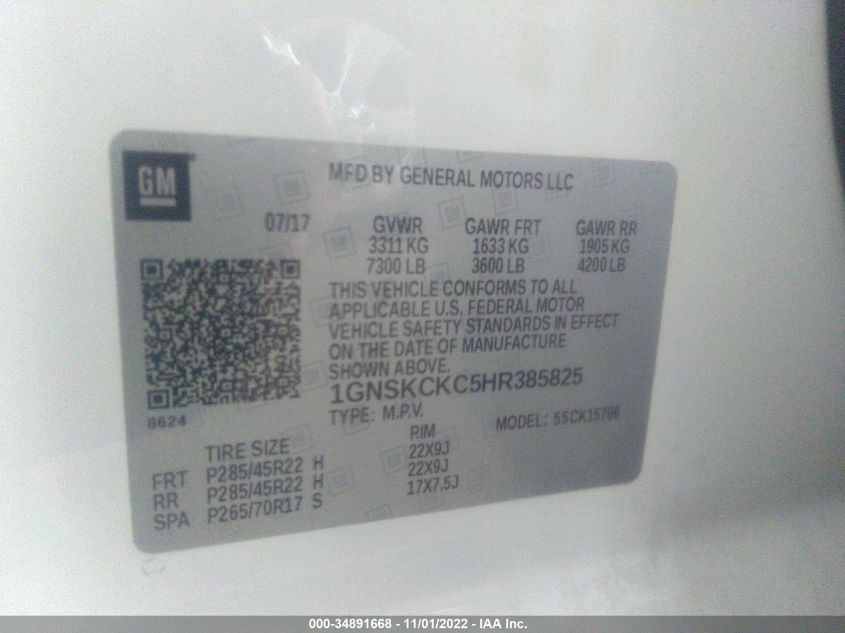 GM
MFD BY GENERAL MOTORS LLC
07/17 GVWR GAWR FRT GAWR RR
3311 KG 1633 KG 1905 KG
7300 LB 3600 LB 4200 LB
THIS VEHICLE CONFORMS TO ALL
APPLICABLE U.S. FEDERAL MOTOR
VEHICLE SAFETY STANDARDS IN EFFECT
ON THE DATE OF MANUFACTURE
SHOWN ABOVE.
1GNSKCKC5HR385825
8624
TYPE: M.P.V. MODEL: 55CK15706
TIRE SIZE RIM
FRT P285/45R22 H 22X9J
RR P285/45R22 H 22X9J
SPA P265/70R17 S 17X7.5J
000-34891668 - 11/01/2022 - IAA Inc.